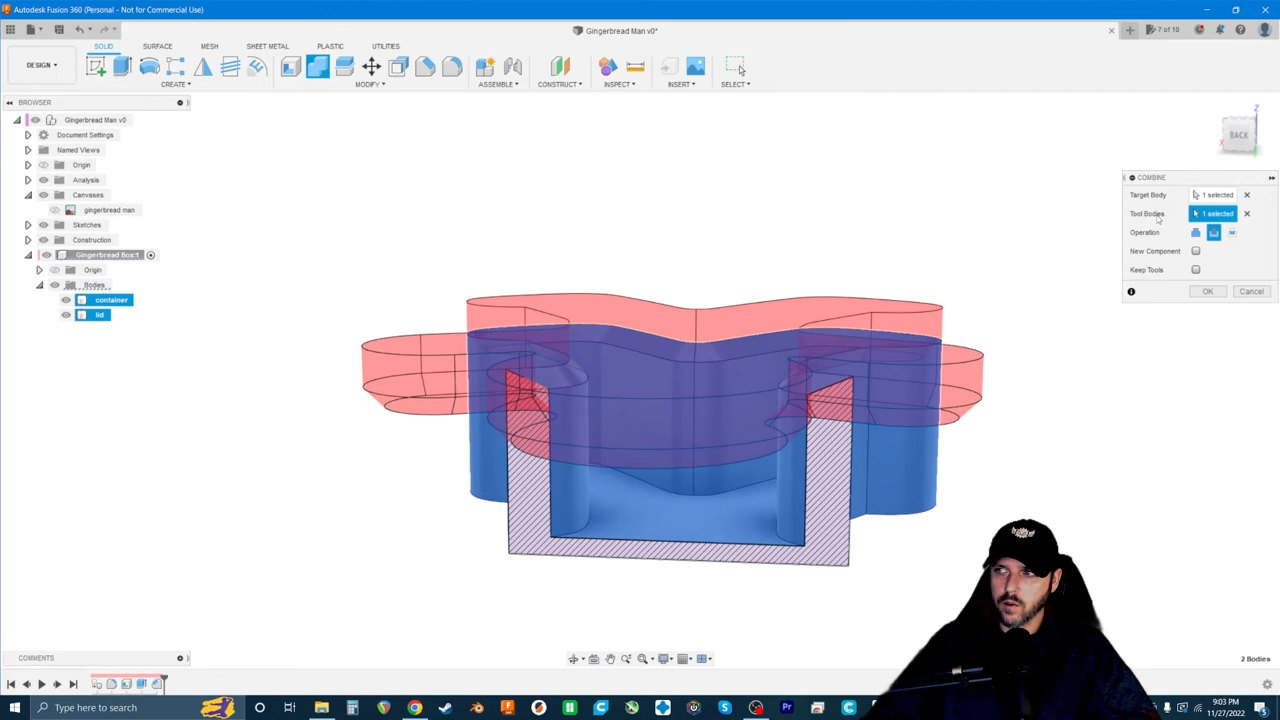 Autodesk Fusion 360 (Personal - Not for Commercial Use)
Gingerbread Man v0*
7 of 10
DESIGN
SOLID SURFACE MESH SHEET METAL PLASTIC UTILITIES
CREATE MODIFY ASSEMBLE CONSTRUCT INSPECT INSERT SELECT
BROWSER
Gingerbread Man v0
Document Settings
Named Views
Origin
Analysis
Canvases
gingerbread man
Sketches
Construction
Gingerbread Box:1
Origin
Bodies
container
lid
Z
BACK
COMBINE
Target Body 1 selected
Tool Bodies 1 selected
Operation
New Component
Keep Tools
OK Cancel
COMMENTS
2 Bodies
Type here to search
9:03 PM
11/27/2022